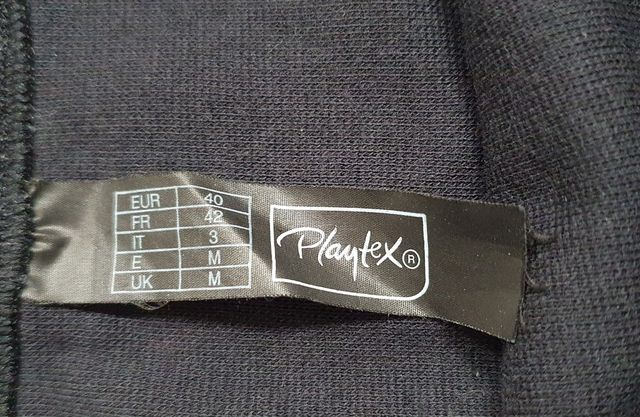 EUR 40
FR 42
IT 3
E M
UK M
Playtex ®